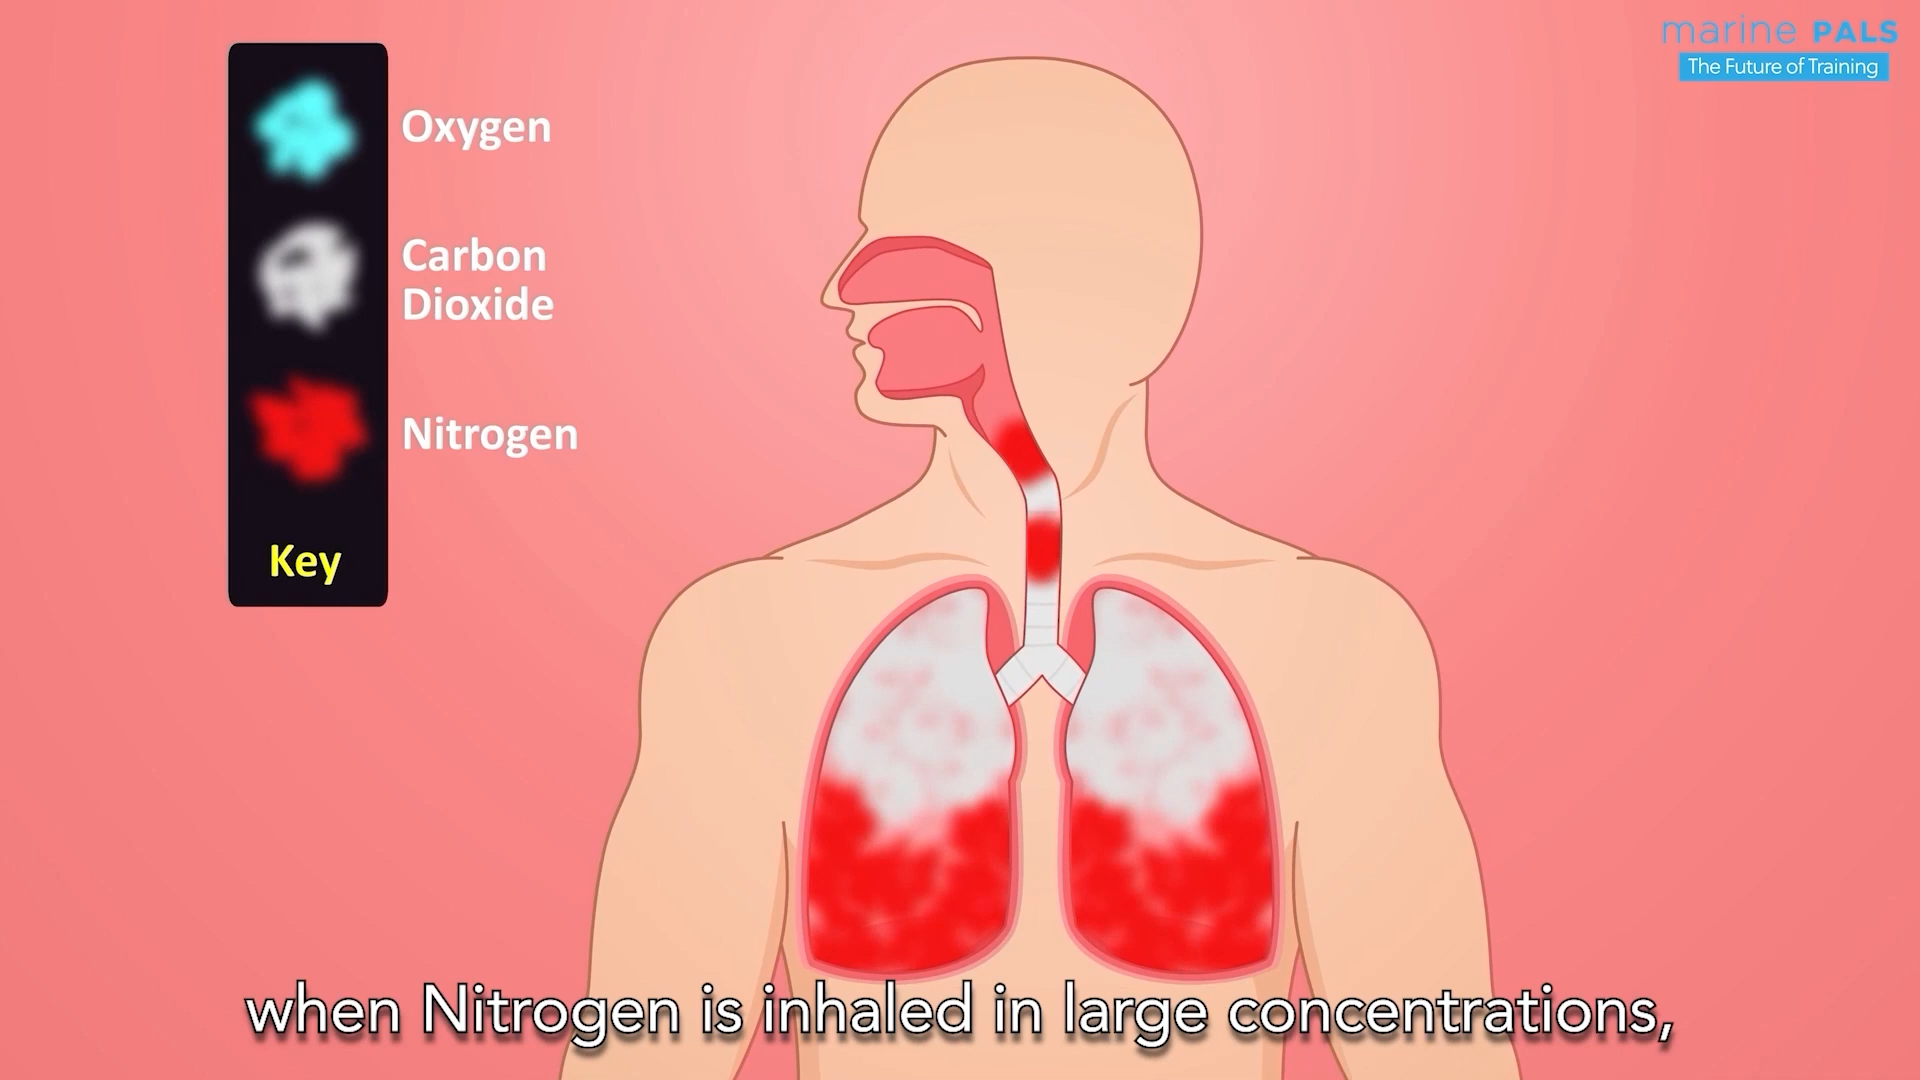 marine PALS
The Future of Training
Oxygen
Carbon
Dioxide
Nitrogen
Key
when Nitrogen is inhaled in large concentrations,